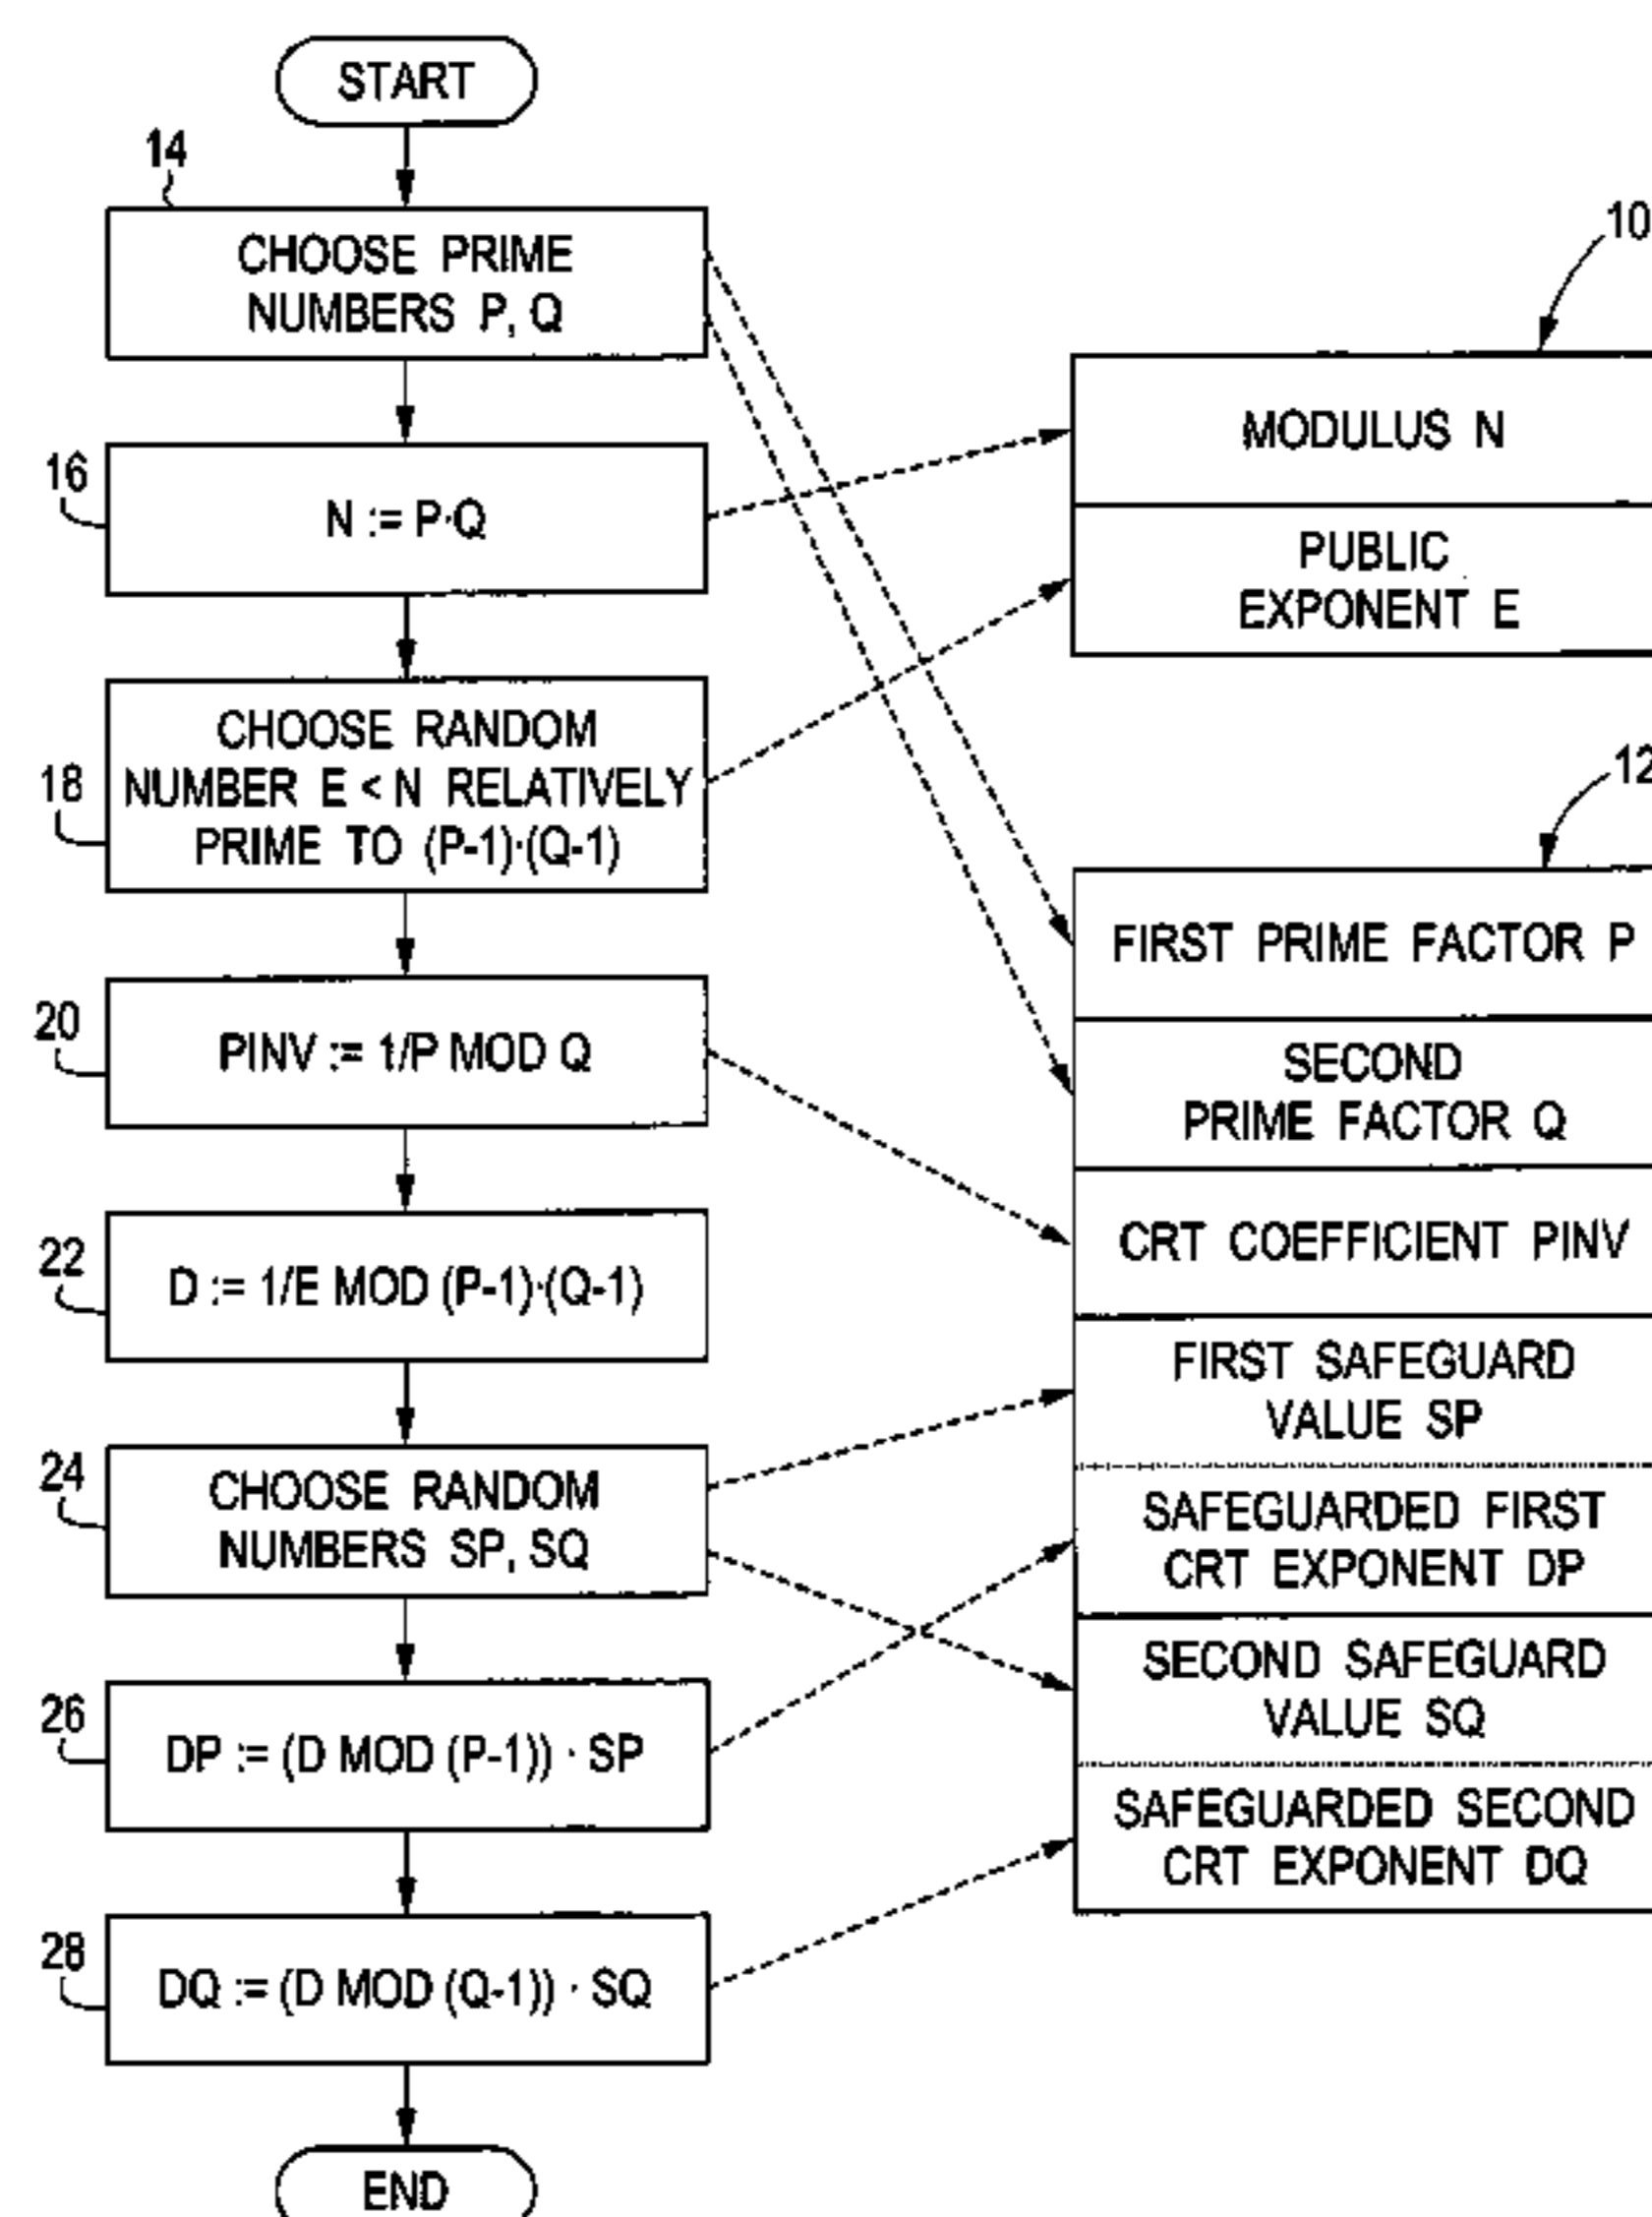 START
14
CHOOSE PRIME
NUMBERS P, Q
16
N := P·Q
18
CHOOSE RANDOM
NUMBER E < N RELATIVELY
PRIME TO (P-1)·(Q-1)
20
PINV := 1/P MOD Q
22
D := 1/E MOD (P-1)·(Q-1)
24
CHOOSE RANDOM
NUMBERS SP, SQ
26
DP := (D MOD (P-1)) · SP
28
DQ := (D MOD (Q-1)) · SQ
END
10
MODULUS N
PUBLIC
EXPONENT E
12
FIRST PRIME FACTOR P
SECOND
PRIME FACTOR Q
CRT COEFFICIENT PINV
FIRST SAFEGUARD
VALUE SP
SAFEGUARDED FIRST
CRT EXPONENT DP
SECOND SAFEGUARD
VALUE SQ
SAFEGUARDED SECOND
CRT EXPONENT DQ